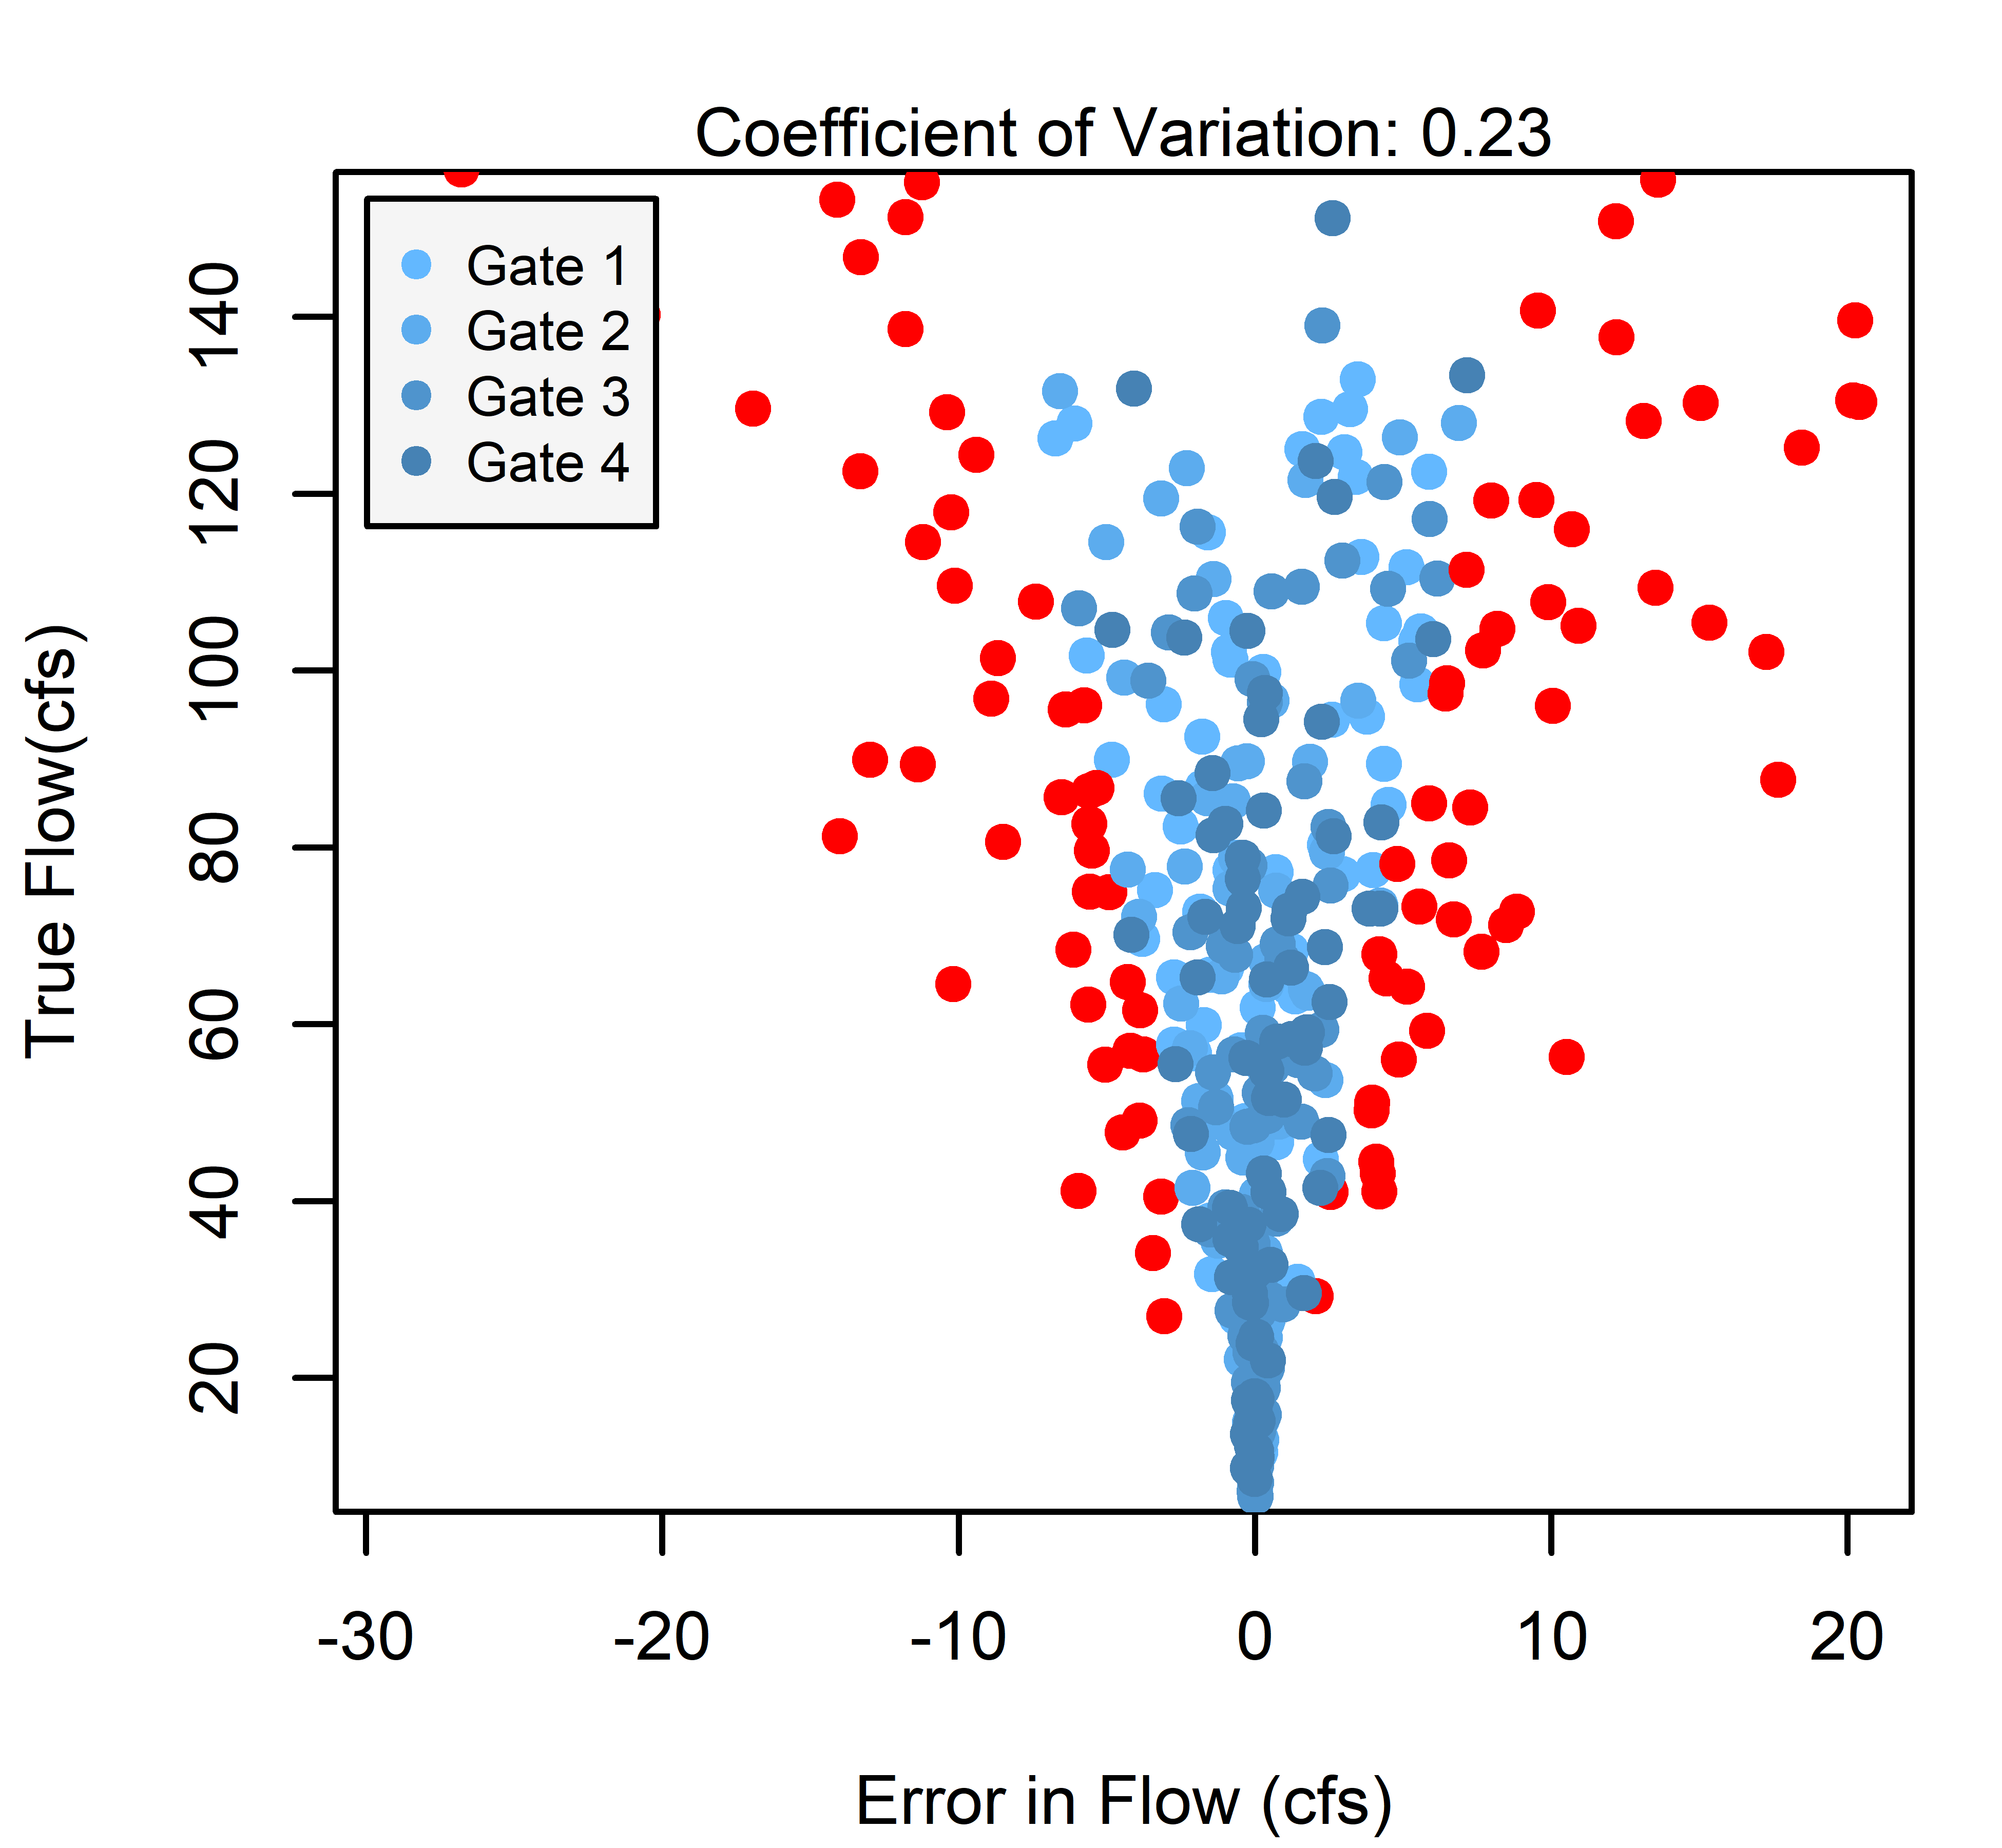 Coefficient of Variation: 0.23
Gate 1
Gate 2
Gate 3
Gate 4
True Flow(cfs)
140
120
100
80
60
40
20
-30 -20 -10 0 10 20
Error in Flow (cfs)